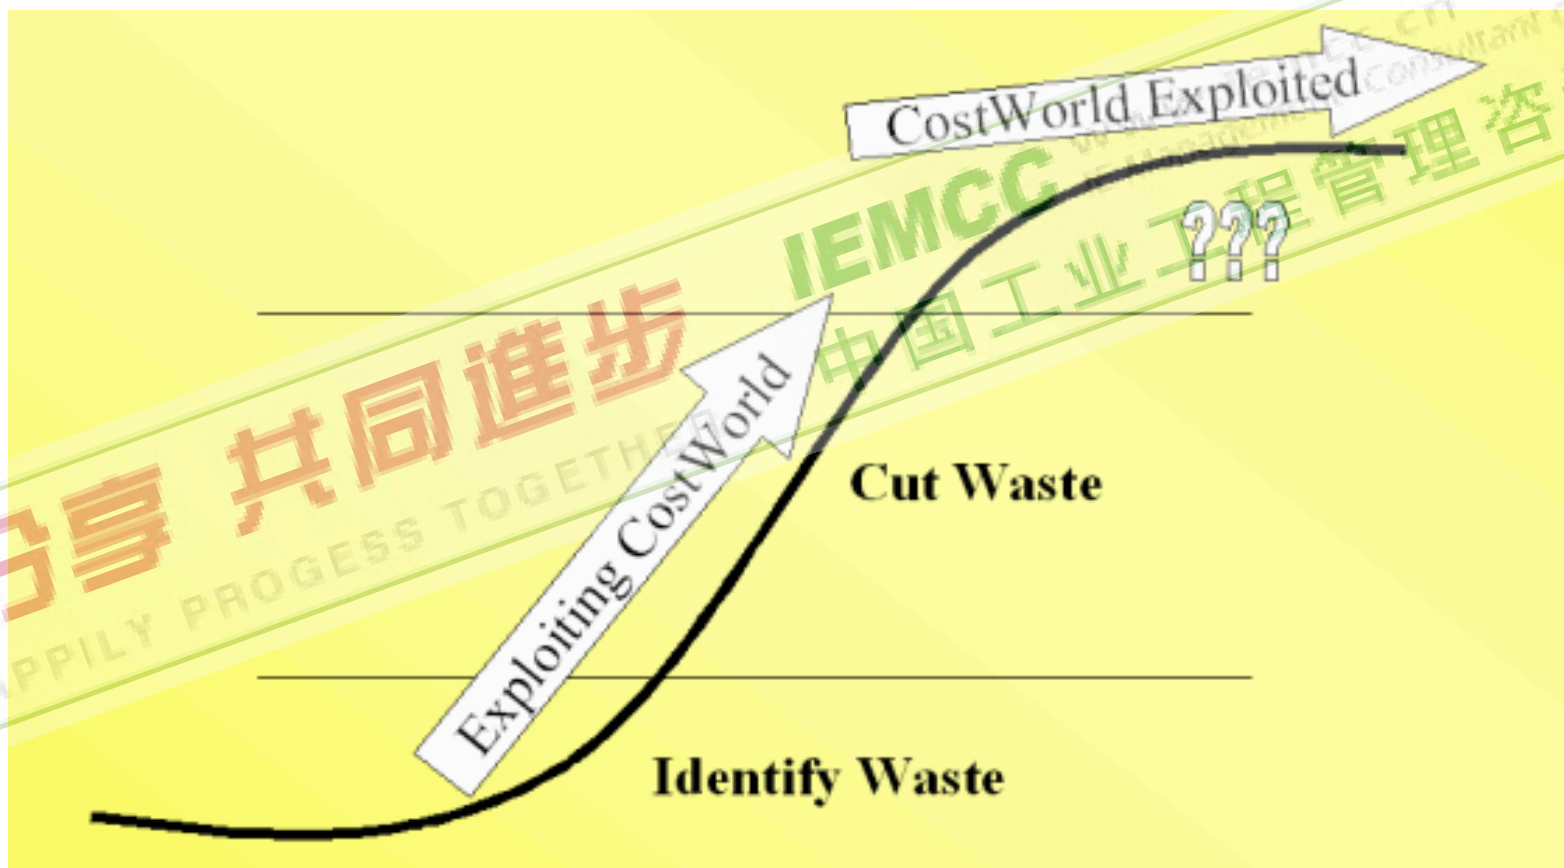 CostWorld Exploited
???
Exploiting CostWorld
Cut Waste
Identify Waste
IEMCC
中国工业工程管理咨
享 共同進步
PPILY PROGESS TOGETHER